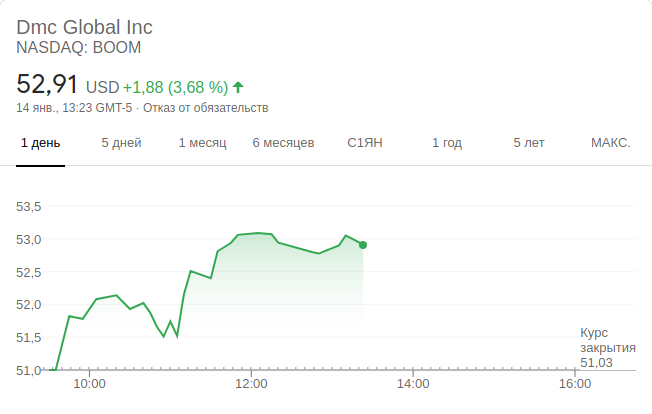 Dmc Global Inc
NASDAQ: BOOM
52,91 USD +1,88 (3,68 %)
14 янв., 13:23 GMT-5 · Отказ от обязательств
1 день 5 дней 1 месяц 6 месяцев С1ЯН 1 год 5 лет МАКС.
53,5
53,0
52,5
52,0
51,5
51,0
Курс
закрытия
51,03
10:00 12:00 14:00 16:00